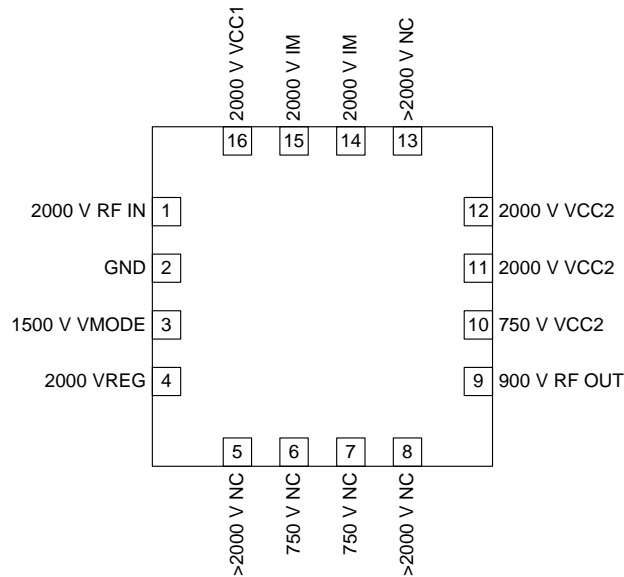 2000 V VCC1
2000 V IM
2000 V IM
>2000 V NC
16
15
14
13
2000 V RF IN
1
12
2000 V VCC2
GND
2
11
2000 V VCC2
1500 V VMODE
3
10
750 V VCC2
2000 VREG
4
9
900 V RF OUT
5
6
7
8
>2000 V NC
750 V NC
750 V NC
>2000 V NC